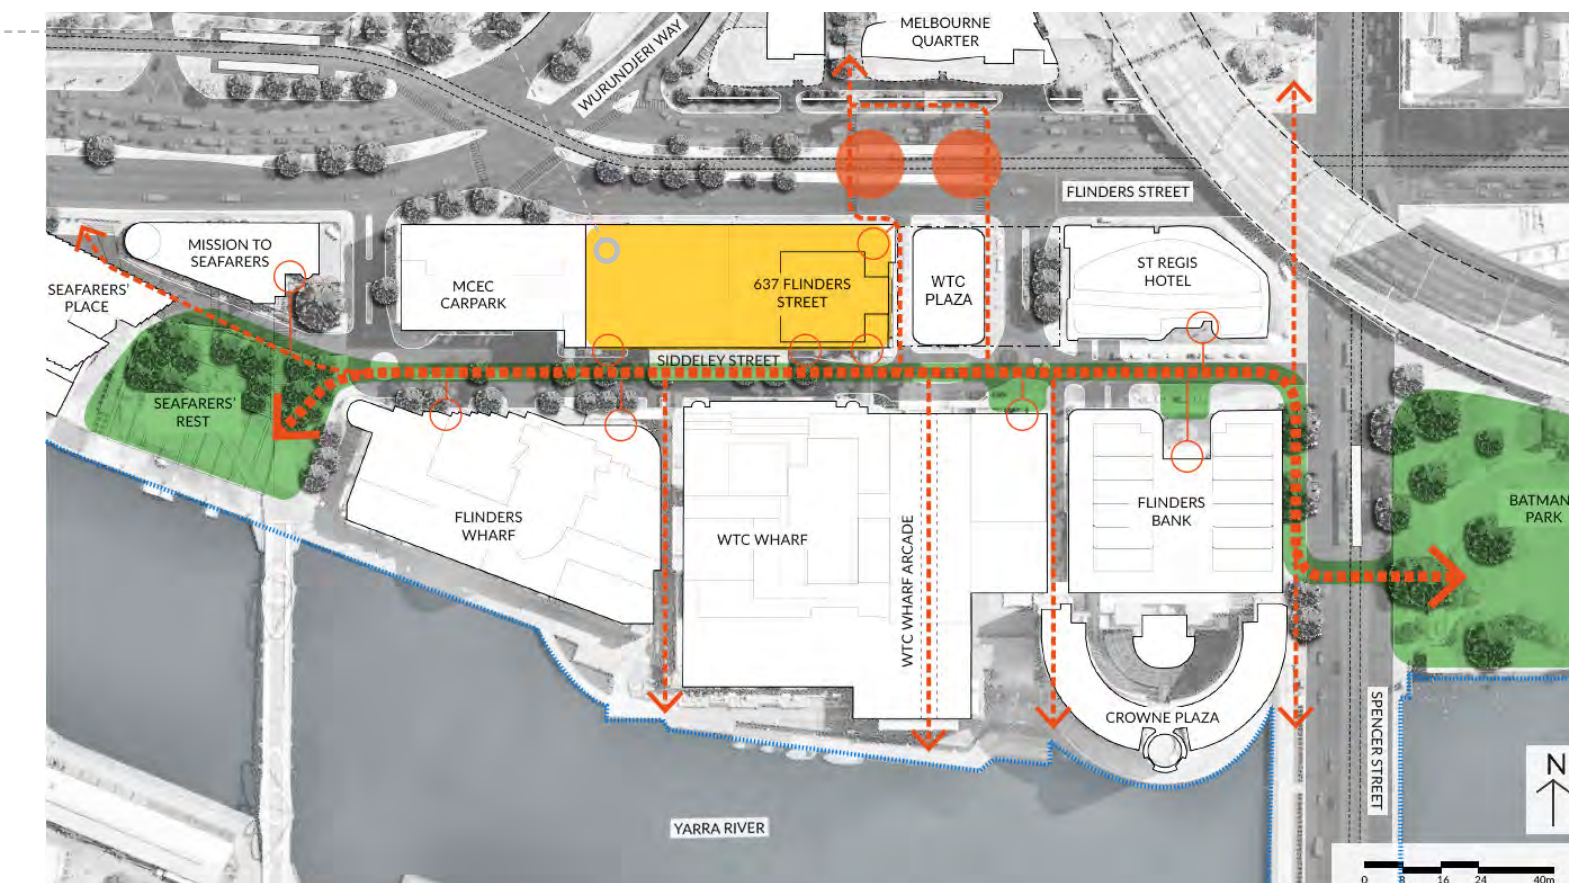 MELBOURNE
QUARTER
WURUNDJERI WAY
FLINDERS STREET
MISSION TO
SEAFARERS
SEAFARERS'
PLACE
MCEC
CARPARK
637 FLINDERS
STREET
WTC
PLAZA
ST REGIS
HOTEL
SIDDELEY STREET
SEAFARERS'
REST
FLINDERS
WHARF
WTC WHARF
WTC WHARF ARCADE
FLINDERS
BANK
BATMAN
PARK
CROWNE PLAZA
SPENCER STREET
YARRA RIVER
N
0 8 16 24 40m